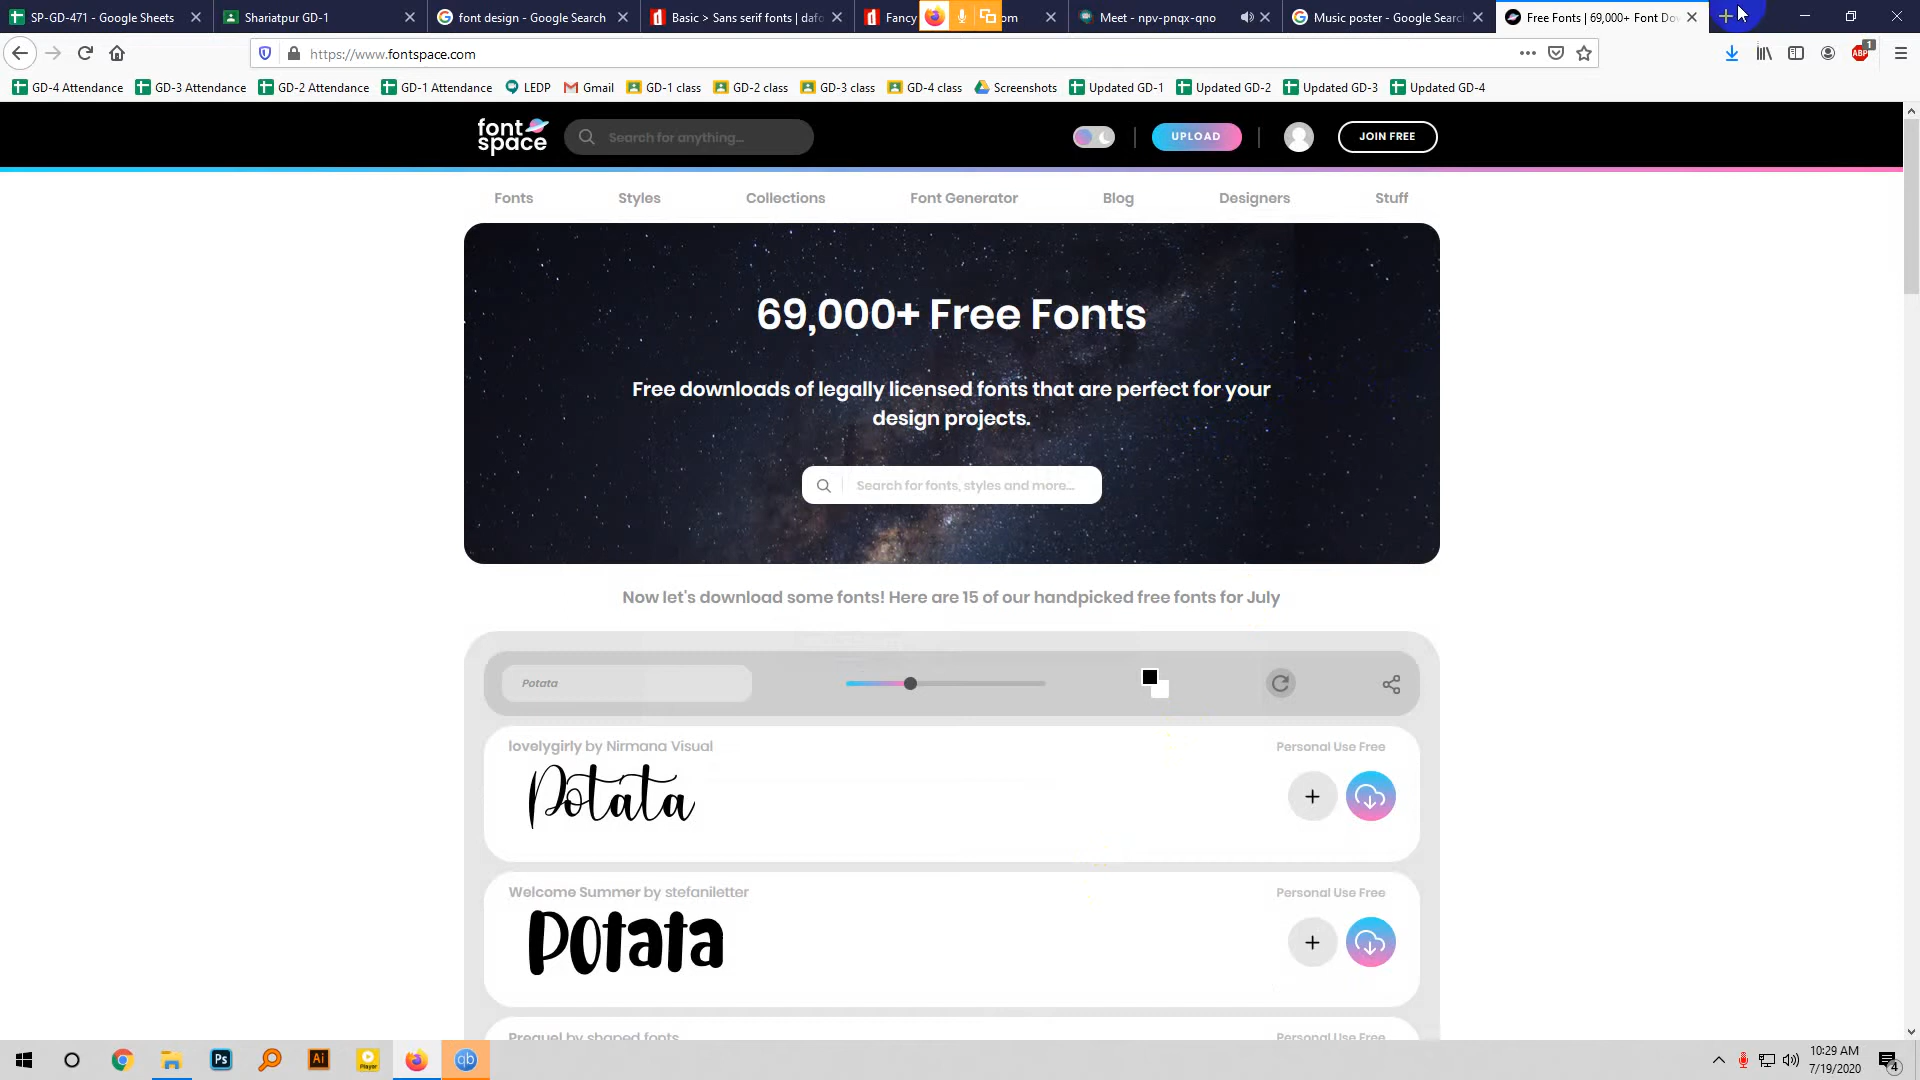 SP-GD-471 - Google Sheets
Shariatpur GD-1
font design - Google Search
Basic > Sans serif fonts | dafo
Fancy
om
Meet - npv-pnqx-qno
Music poster - Google Search
Free Fonts | 69,000+ Font Do
https://www.fontspace.com
1
GD-4 Attendance
GD-3 Attendance
GD-2 Attendance
GD-1 Attendance
LEDP
Gmail
GD-1 class
GD-2 class
GD-3 class
GD-4 class
Screenshots
Updated GD-1
Updated GD-2
Updated GD-3
Updated GD-4
font
space
Search for anything...
UPLOAD
JOIN FREE
Fonts
Styles
Collections
Font Generator
Blog
Designers
Stuff
69,000+ Free Fonts
Free downloads of legally licensed fonts that are perfect for your
design projects.
Search for fonts, styles and more...
Now let's download some fonts! Here are 15 of our handpicked free fonts for July
Potata
lovelygirly by Nirmana Visual
Personal Use Free
Potata
Welcome Summer by stefaniletter
Personal Use Free
Potata
Prequel by shaped fonts
Personal Use Free
Ps
Ai
Player
qb
10:29 AM
7/19/2020
4